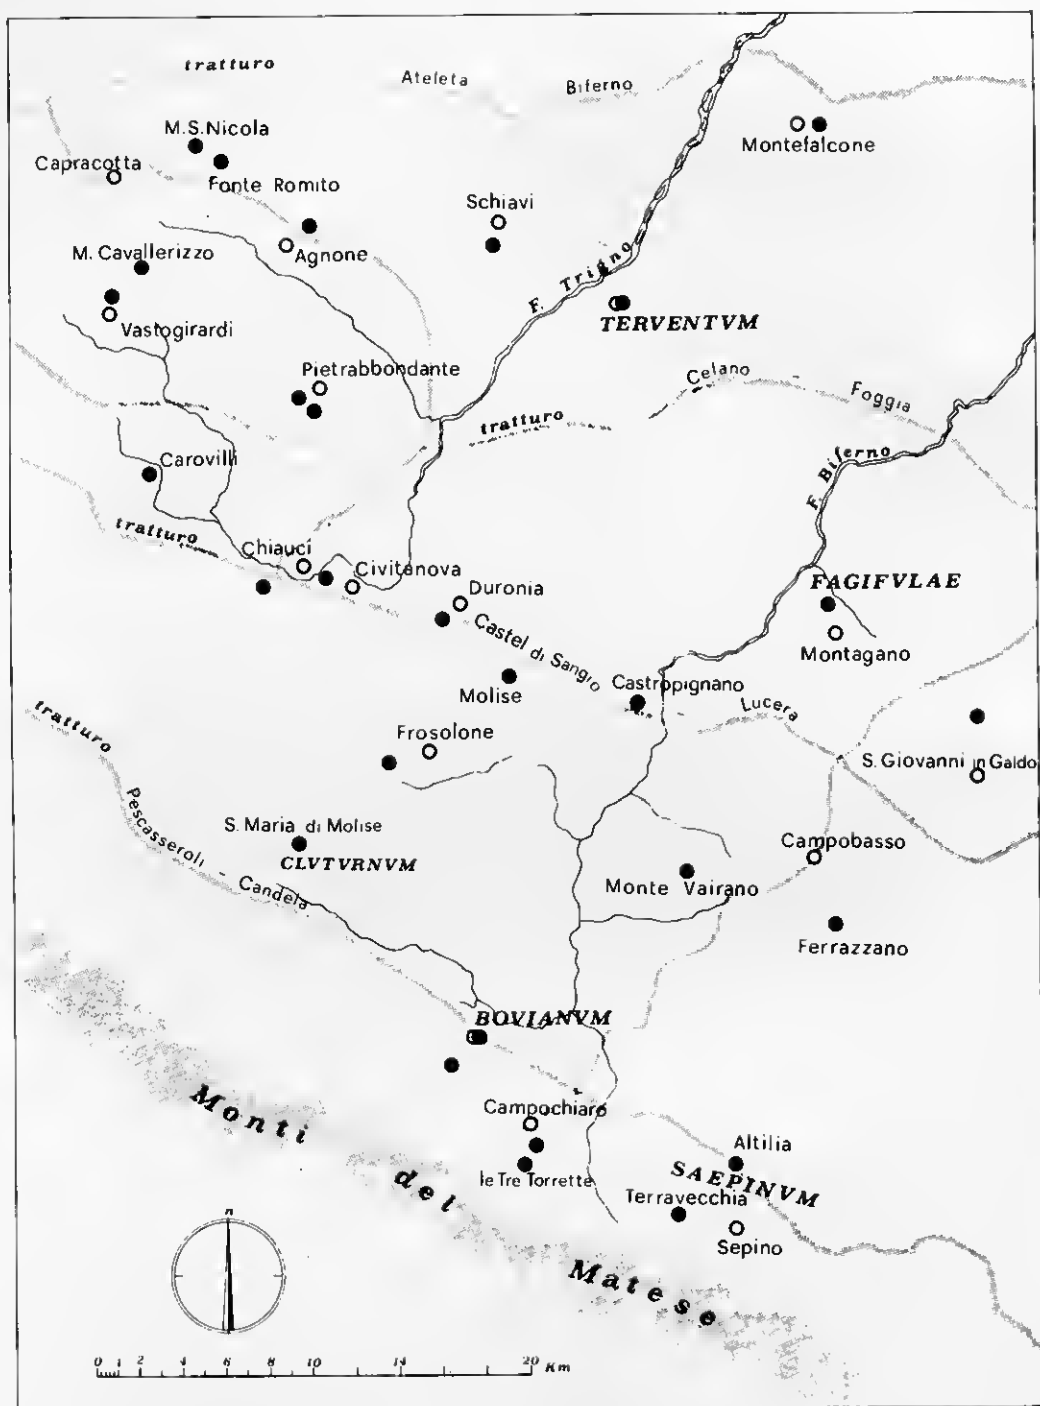 tratturo
Ateleta
Biferno
M.S.Nicola
Montefalcone
Capracotta
Fonte Romito
Schiavi
Agnone
M. Cavallerizzo
F. Trigno
Vastogirardi
TERVENTVM
Pietrabbondante
Celano - Foggia
tratturo
Carovilli
F. Biferno
tratturo
Chiauci
Civitanova
Duronia
FAGIFVLAE
Castel di Sangro
Montagano
Molise
Castropignano
Lucera
tratturo
Frosolone
S. Giovanni in Galdo
Pescasseroli - Candela
S. Maria di Molise
CLVTVRNVM
Campobasso
Monte Vairano
Ferrazzano
BOVIANVM
Monti del Matese
Campochiaro
Altilia
le Tre Torrette
SAEPINVM
Terravecchia
Sepino
n
0 1 2 4 6 8 10 14 20 Km